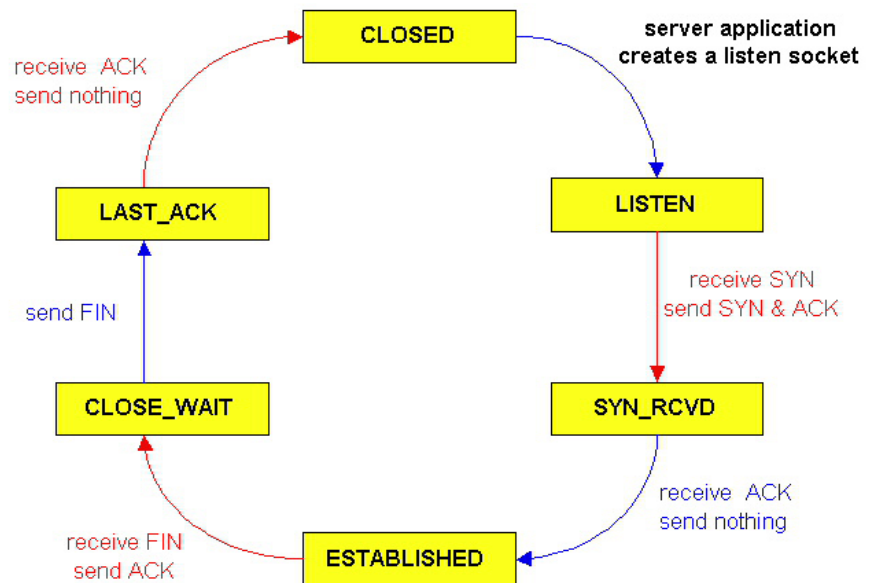 CLOSED
server application
creates a listen socket
receive ACK
send nothing
LAST_ACK
LISTEN
send FIN
receive SYN
send SYN & ACK
CLOSE_WAIT
SYN_RCVD
receive ACK
send nothing
receive FIN
send ACK
ESTABLISHED